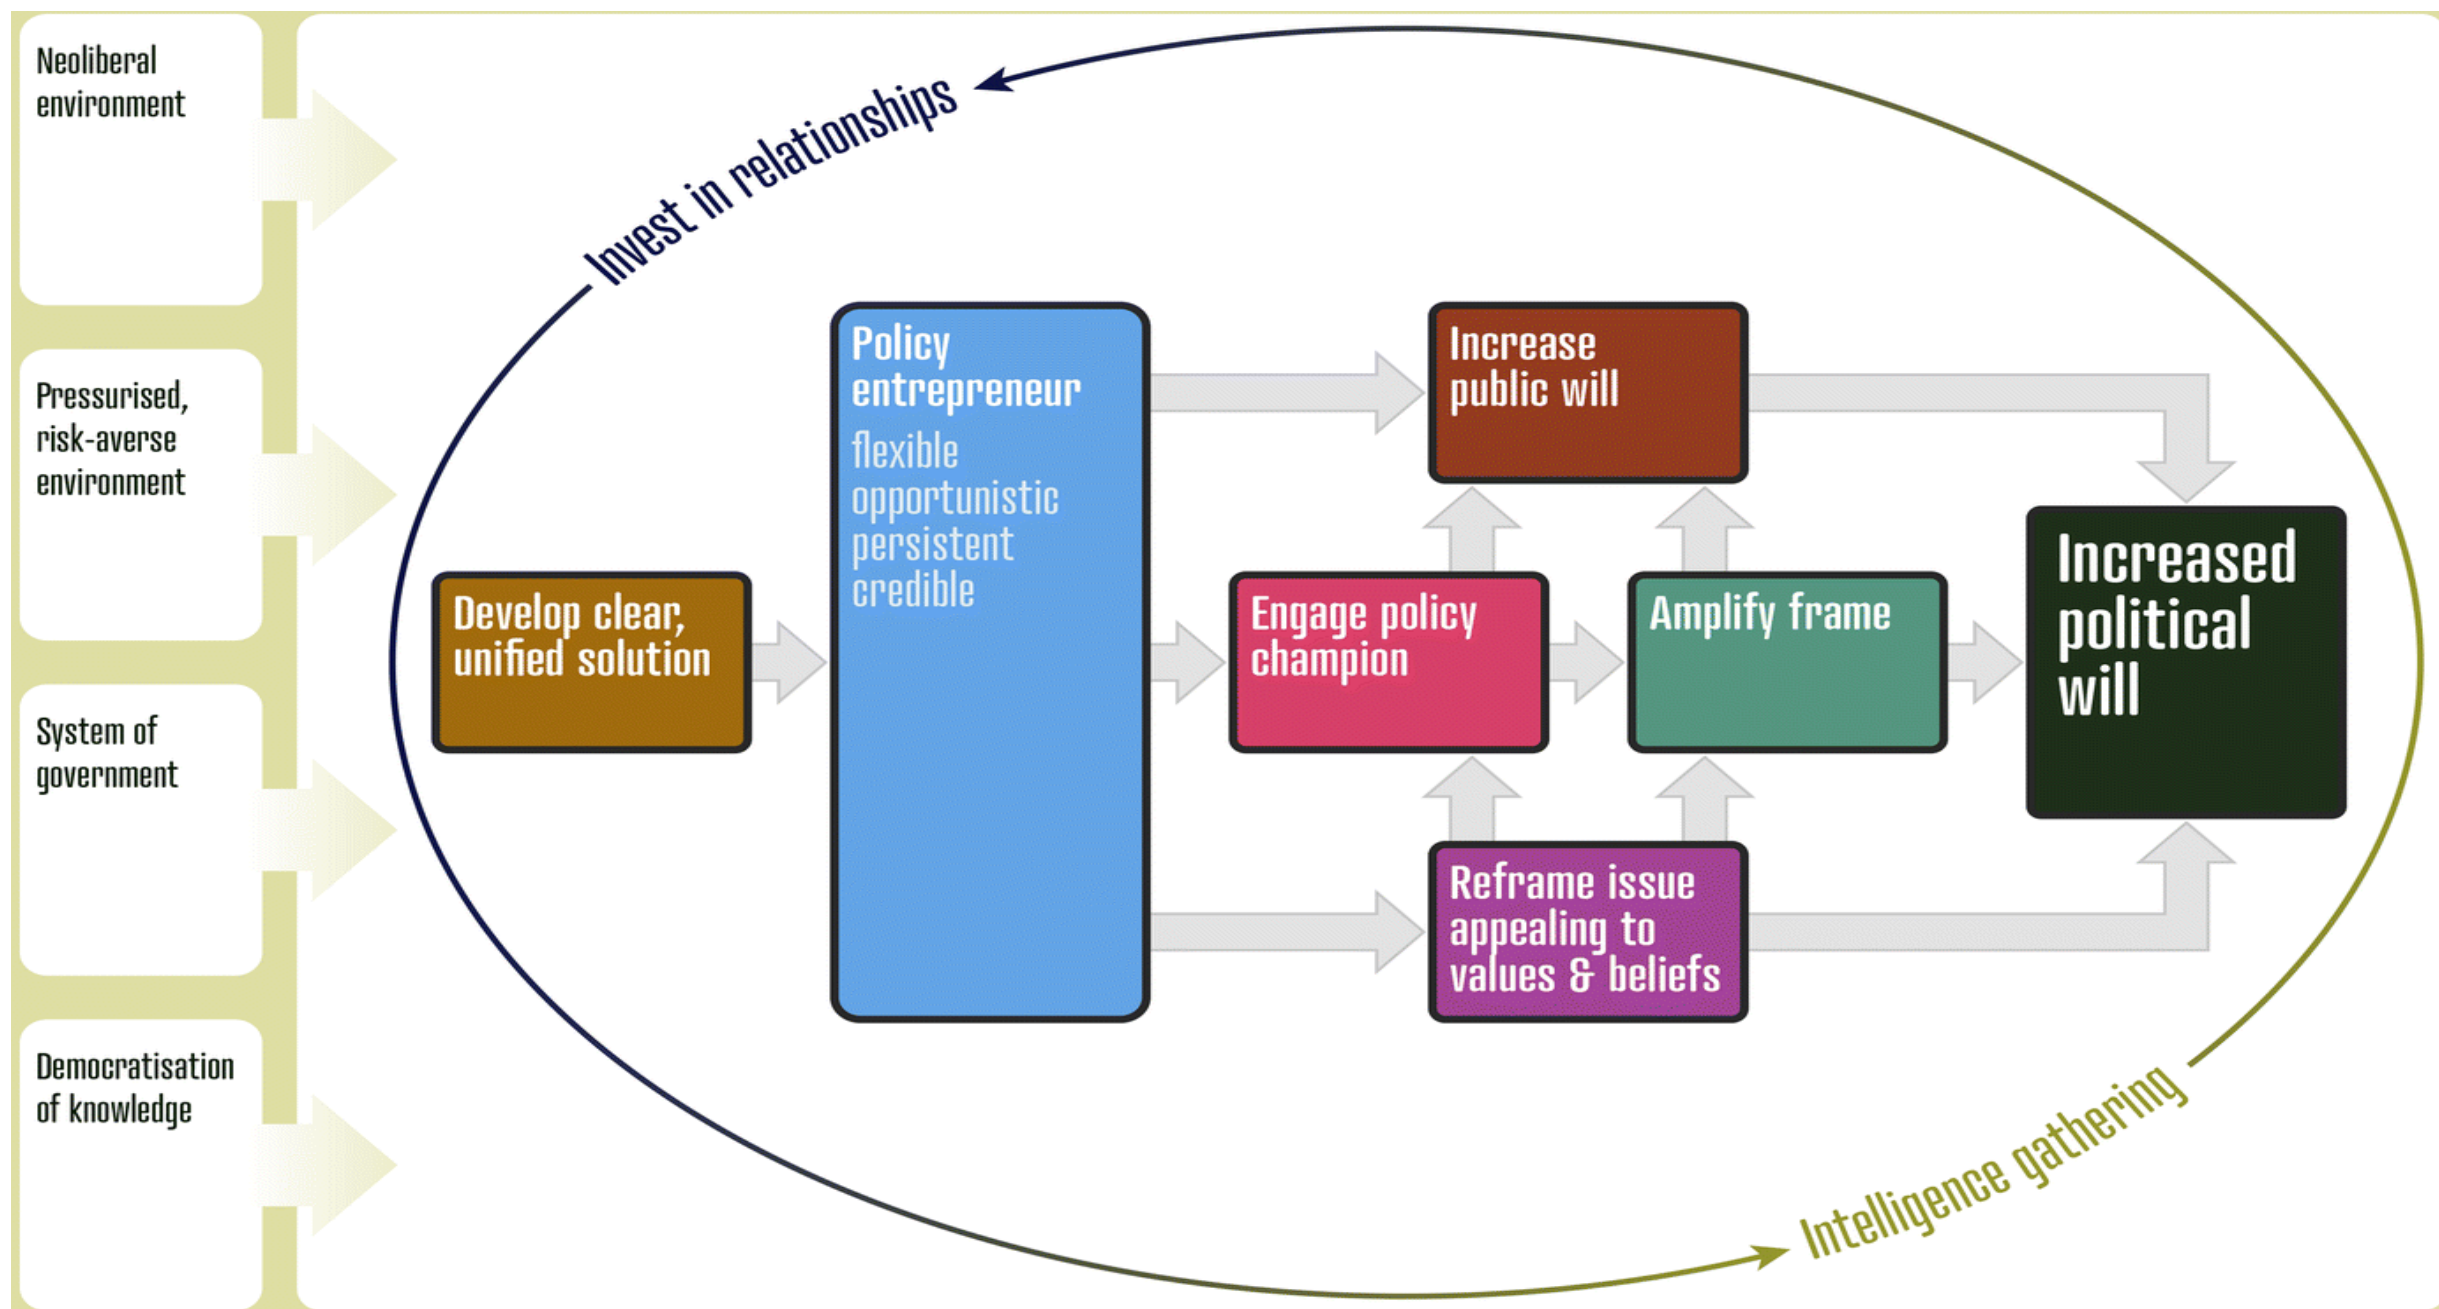 Neoliberal
environment
Pressurised,
risk-averse
environment
System of
government
Democratisation
of knowledge
Invest in relationships
Develop clear,
unified solution
Policy
entrepreneur
flexible
opportunistic
persistent
credible
Increase
public will
Engage policy
champion
Amplify frame
Reframe issue
appealing to
values & beliefs
Increased
political
will
Intelligence gathering